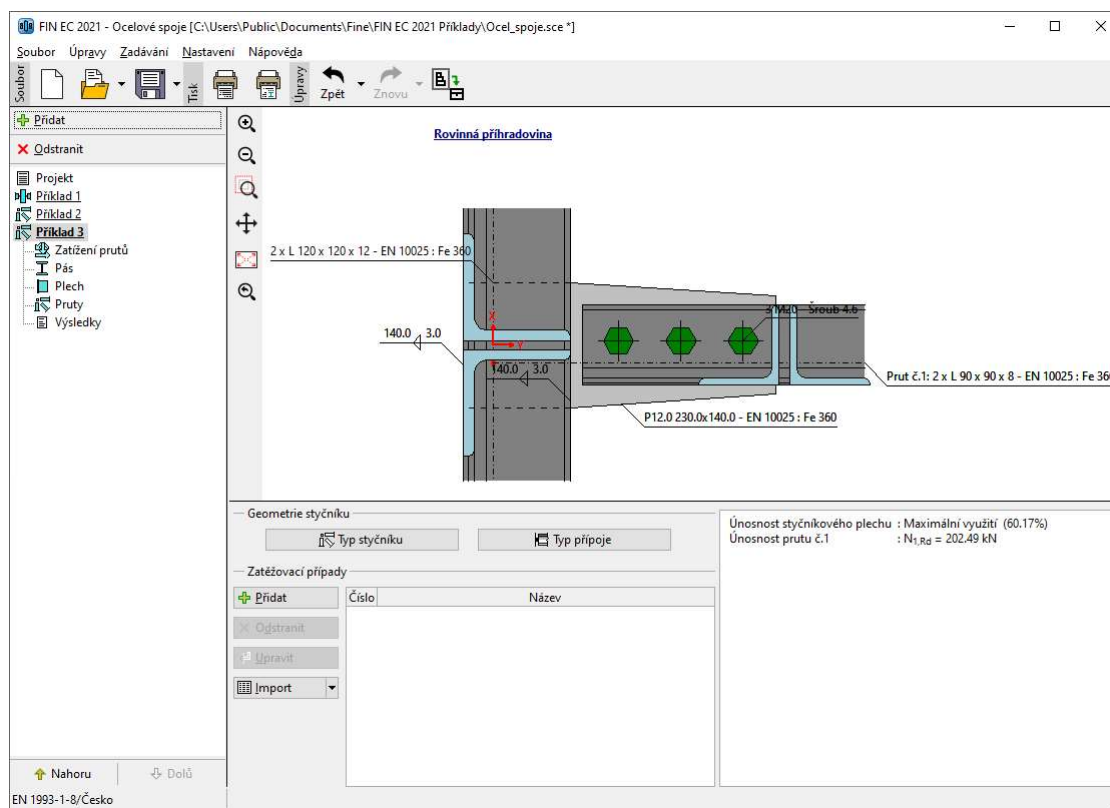 FIN EC 2021 - Ocelové spoje [C:\Users\Public\Documents\Fine\FIN EC 2021 Příklady\Ocel_spoje.sce *]
Soubor Úpravy Zadávání Nastavení Nápověda
Soubor
Tisk
Úpravy
Zpět
Znovu
Přidat
Odstranit
Projekt
Příklad 1
Příklad 2
Příklad 3
Zatížení prutů
Pás
Plech
Pruty
Výsledky
Rovinná příhradovina
2 x L 120 x 120 x 12 - EN 10025 : Fe 360
X
Y
140.0 3.0
140.0 3.0
3 M20 Šroub 4.6
Prut č.1: 2 x L 90 x 90 x 8 - EN 10025 : Fe 360
P12.0 230.0x140.0 - EN 10025 : Fe 360
Geometrie styčníku
Typ styčníku
Typ přípoje
Zatěžovací případy
Přidat
Odstranit
Upravit
Import
Číslo Název
Únosnost styčníkového plechu : Maximální využití (60.17%)
Únosnost prutu č.1 : N1,Rd = 202.49 kN
Nahoru
Dolů
EN 1993-1-8/Česko